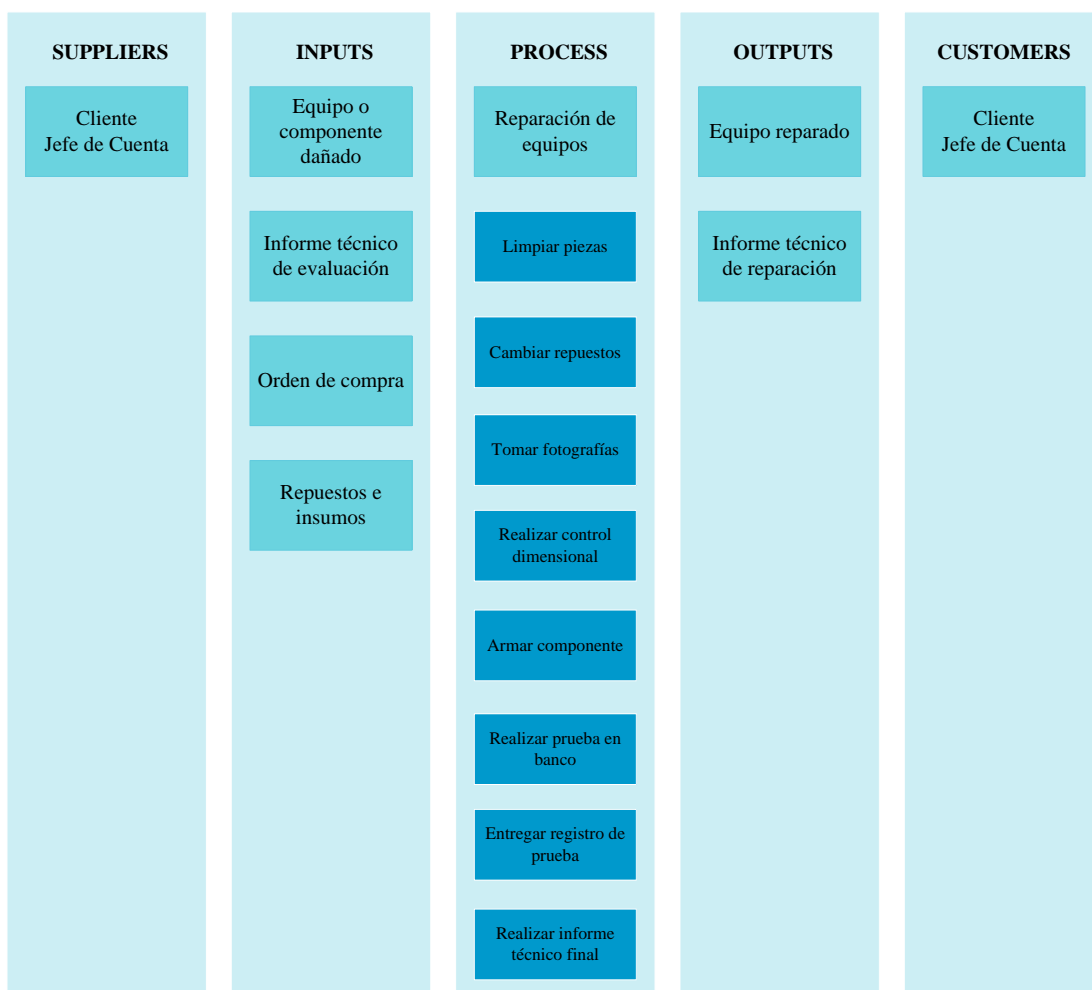 SUPPLIERS
Cliente
Jefe de Cuenta
INPUTS
Equipo o
componente
dañado
Informe técnico
de evaluación
Orden de compra
Repuestos e
insumos
PROCESS
Reparación de
equipos
Limpiar piezas
Cambiar repuestos
Tomar fotografías
Realizar control
dimensional
Armar componente
Realizar prueba en
banco
Entregar registro de
prueba
Realizar informe
técnico final
OUTPUTS
Equipo reparado
Informe técnico
de reparación
CUSTOMERS
Cliente
Jefe de Cuenta